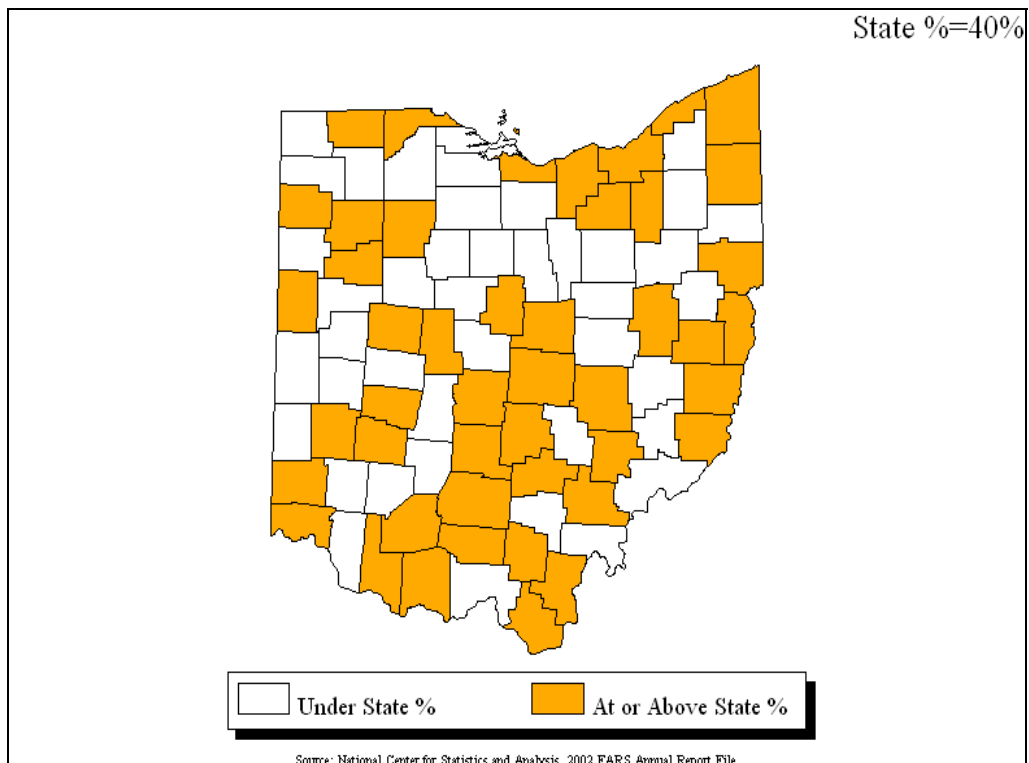 State %=40%
Under State %
At or Above State %
Source: National Center for Statistics and Analysis, 2002 FARS Annual Report File